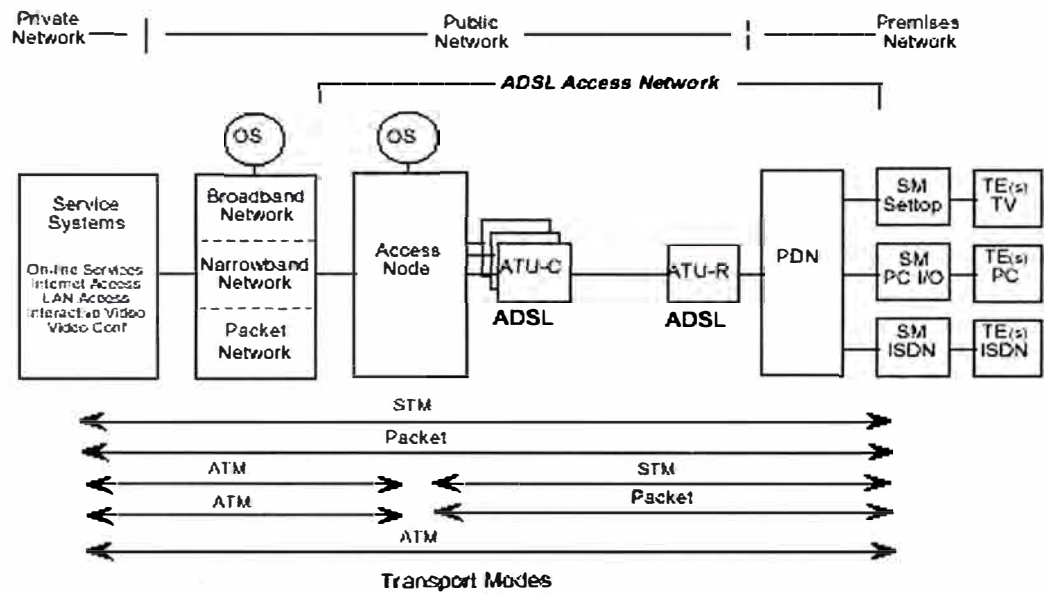 Private
Network
Public
Network
Premises
Network
ADSL Access Network
OS
OS
Service
Systems
On-line Services
Internet Access
LAN Access
Interactive Video
Video Conf
Broadband
Network
Narrowband
Network
Packet
Network
Access
Node
ATU-C
ADSL
ATU-R
ADSL
PDN
SM
Settop
TE(s)
TV
SM
PC I/O
TE(s)
PC
SM
ISDN
TE(s)
ISDN
STM
Packet
ATM
STM
ATM
Packet
ATM
Transport Modes